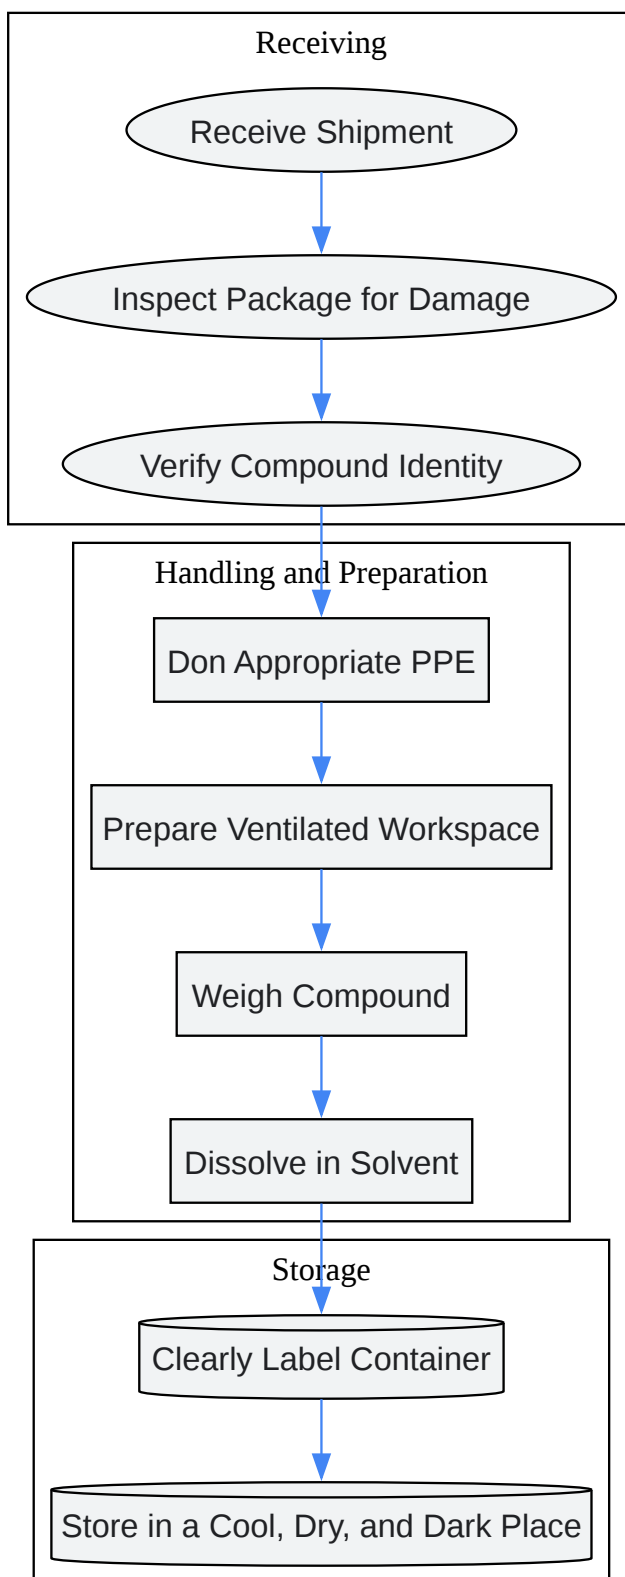 Receiving
Receive Shipment
Inspect Package for Damage
Verify Compound Identity
Handling and Preparation
Don Appropriate PPE
Prepare Ventilated Workspace
Weigh Compound
Dissolve in Solvent
Storage
Clearly Label Container
Store in a Cool, Dry, and Dark Place